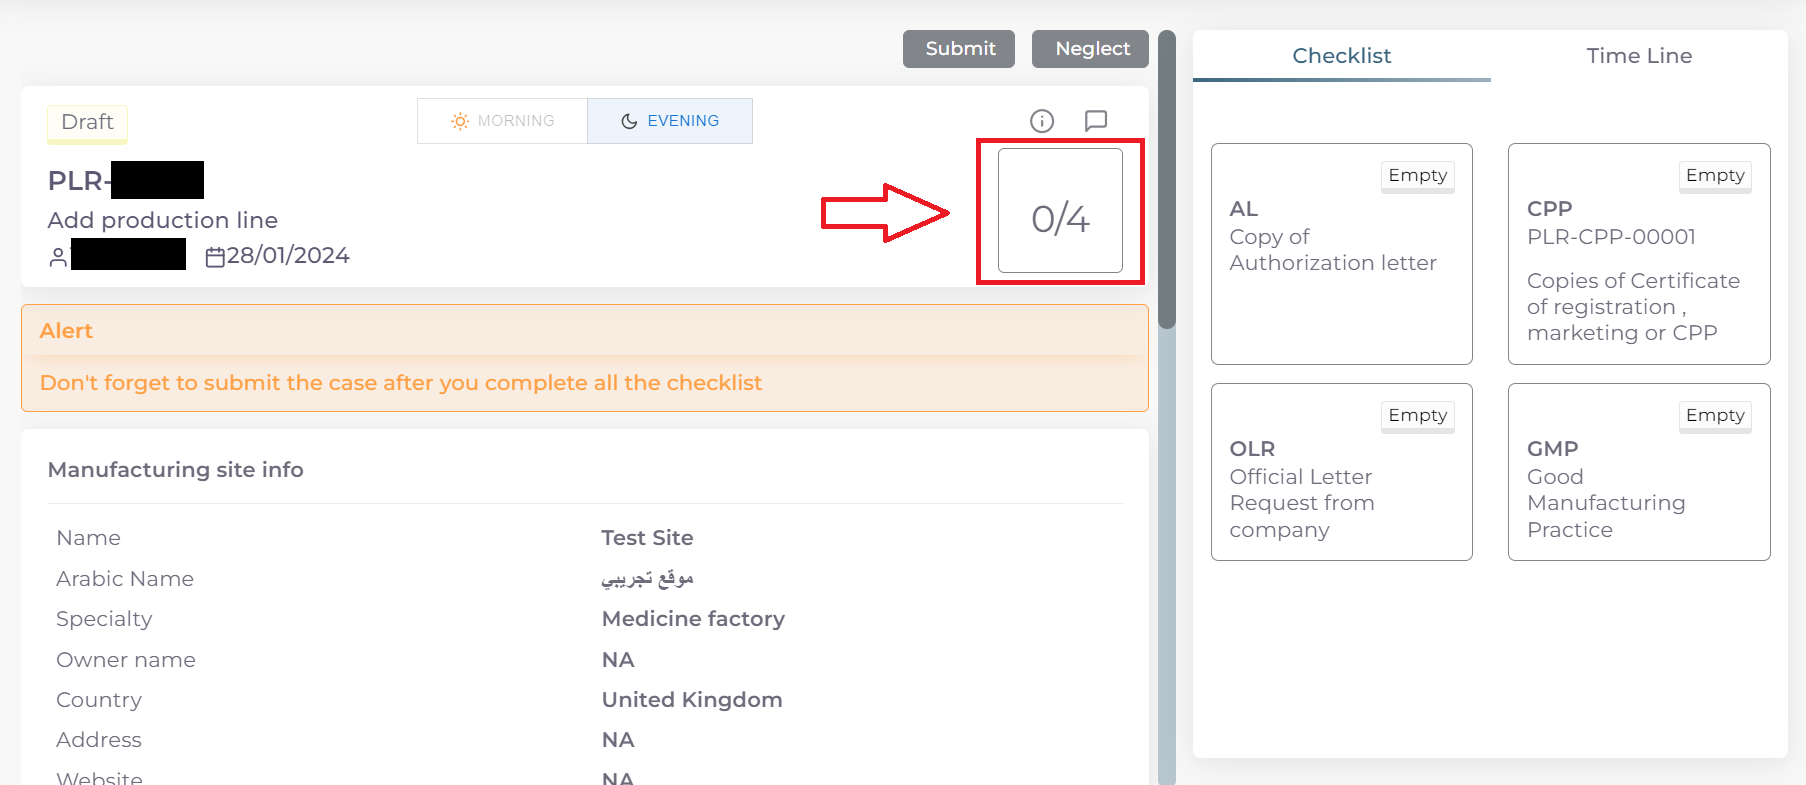 Submit
Neglect
Draft
MORNING
EVENING
PLR-
Add production line
28/01/2024
0/4
Alert
Don't forget to submit the case after you complete all the checklist
Manufacturing site info
Name Test Site
Arabic Name موقع تجريبي
Specialty Medicine factory
Owner name NA
Country United Kingdom
Address NA
Website NA
Checklist
Time Line
Empty
AL
Copy of
Authorization letter
Empty
CPP
PLR-CPP-00001
Copies of Certificate
of registration ,
marketing or CPP
Empty
OLR
Official Letter
Request from
company
Empty
GMP
Good
Manufacturing
Practice